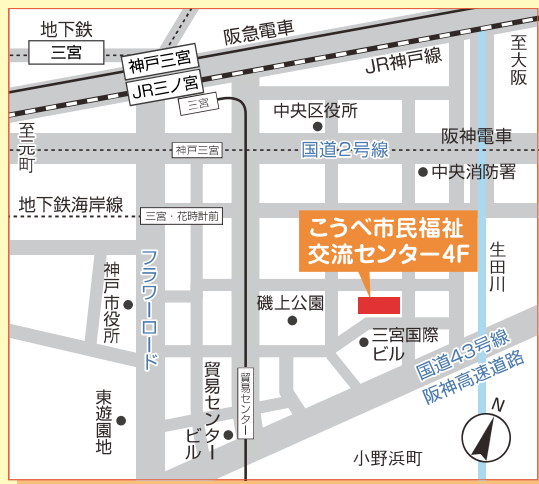 地下鉄
三宮
阪急電車
神戸三宮
JR三ノ宮
三宮
JR神戸線
至大阪
至元町
中央区役所
阪神電車
神戸三宮
国道2号線
中央消防署
地下鉄海岸線
三宮・花時計前
こうべ市民福祉
交流センター4F
フラワーロード
神戸市役所
生田川
磯上公園
三宮国際
ビル
国道43号線
阪神高速道路
東遊園地
貿易センター
ビル
貿易センター
小野浜町
N